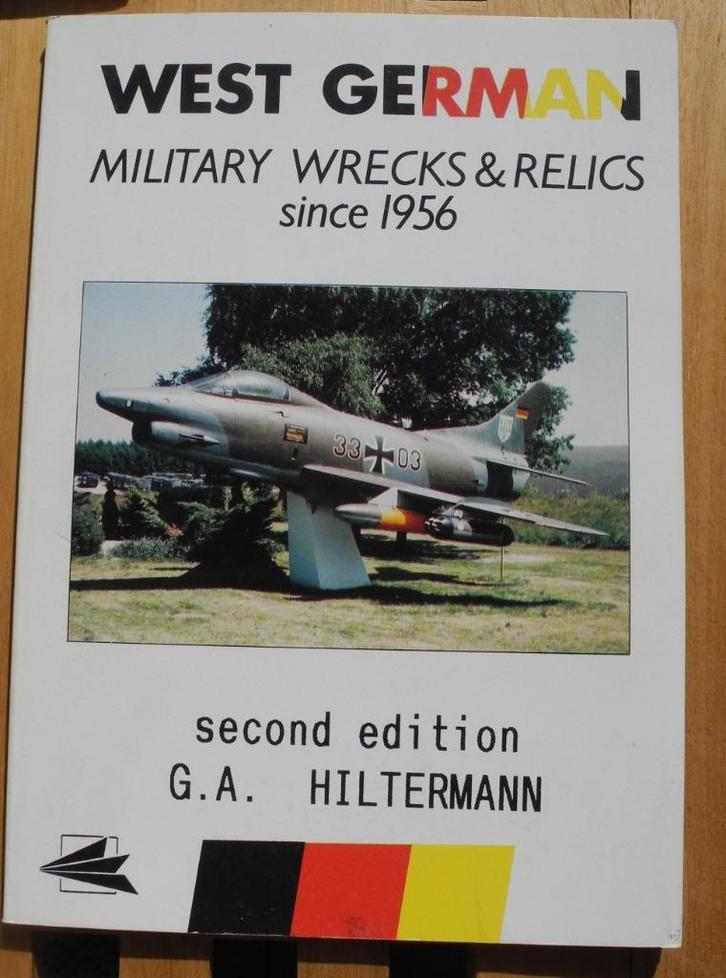 WEST GERMAN
MILITARY WRECKS & RELICS
since 1956
33 03
second edition
G.A. HILTERMANN